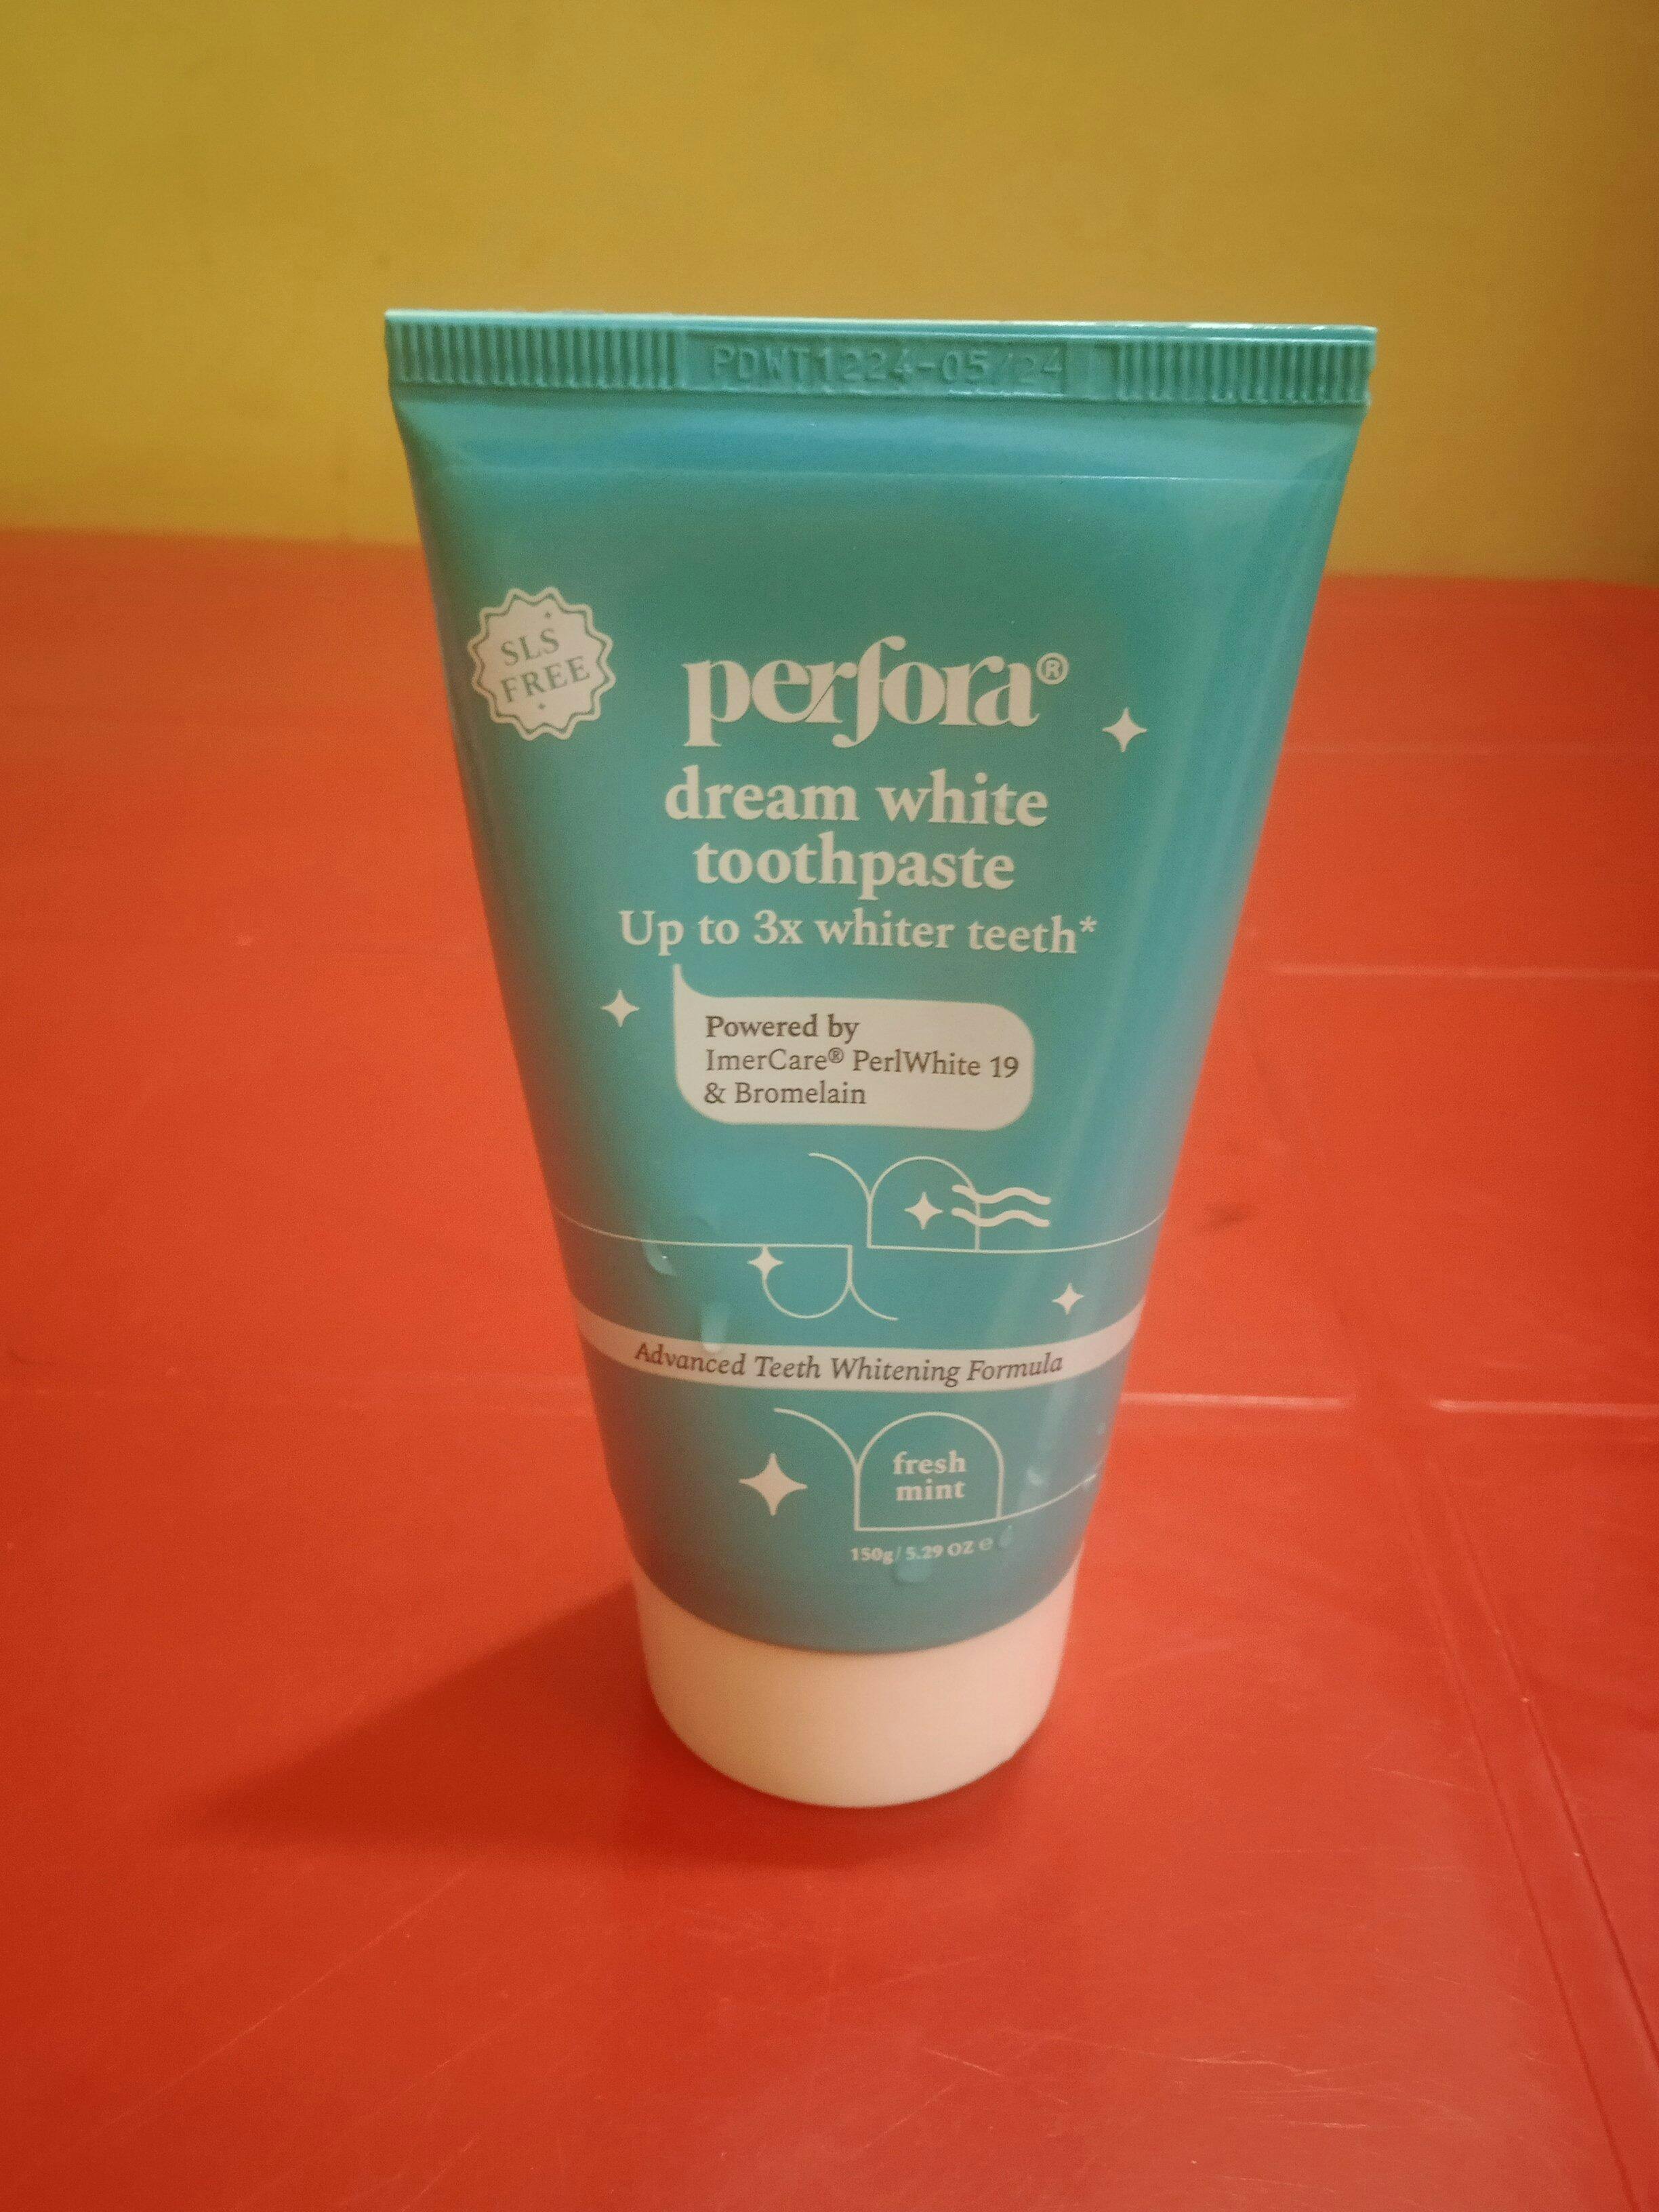 PDWT1224-05/24
SLS
FREE
perfora®
dream white
toothpaste
Up to 3x whiter teeth*
Powered by
ImerCare® PerlWhite 19
& Bromelain
Advanced Teeth Whitening Formula
fresh
mint
150g/ 5.29 OZ ℮